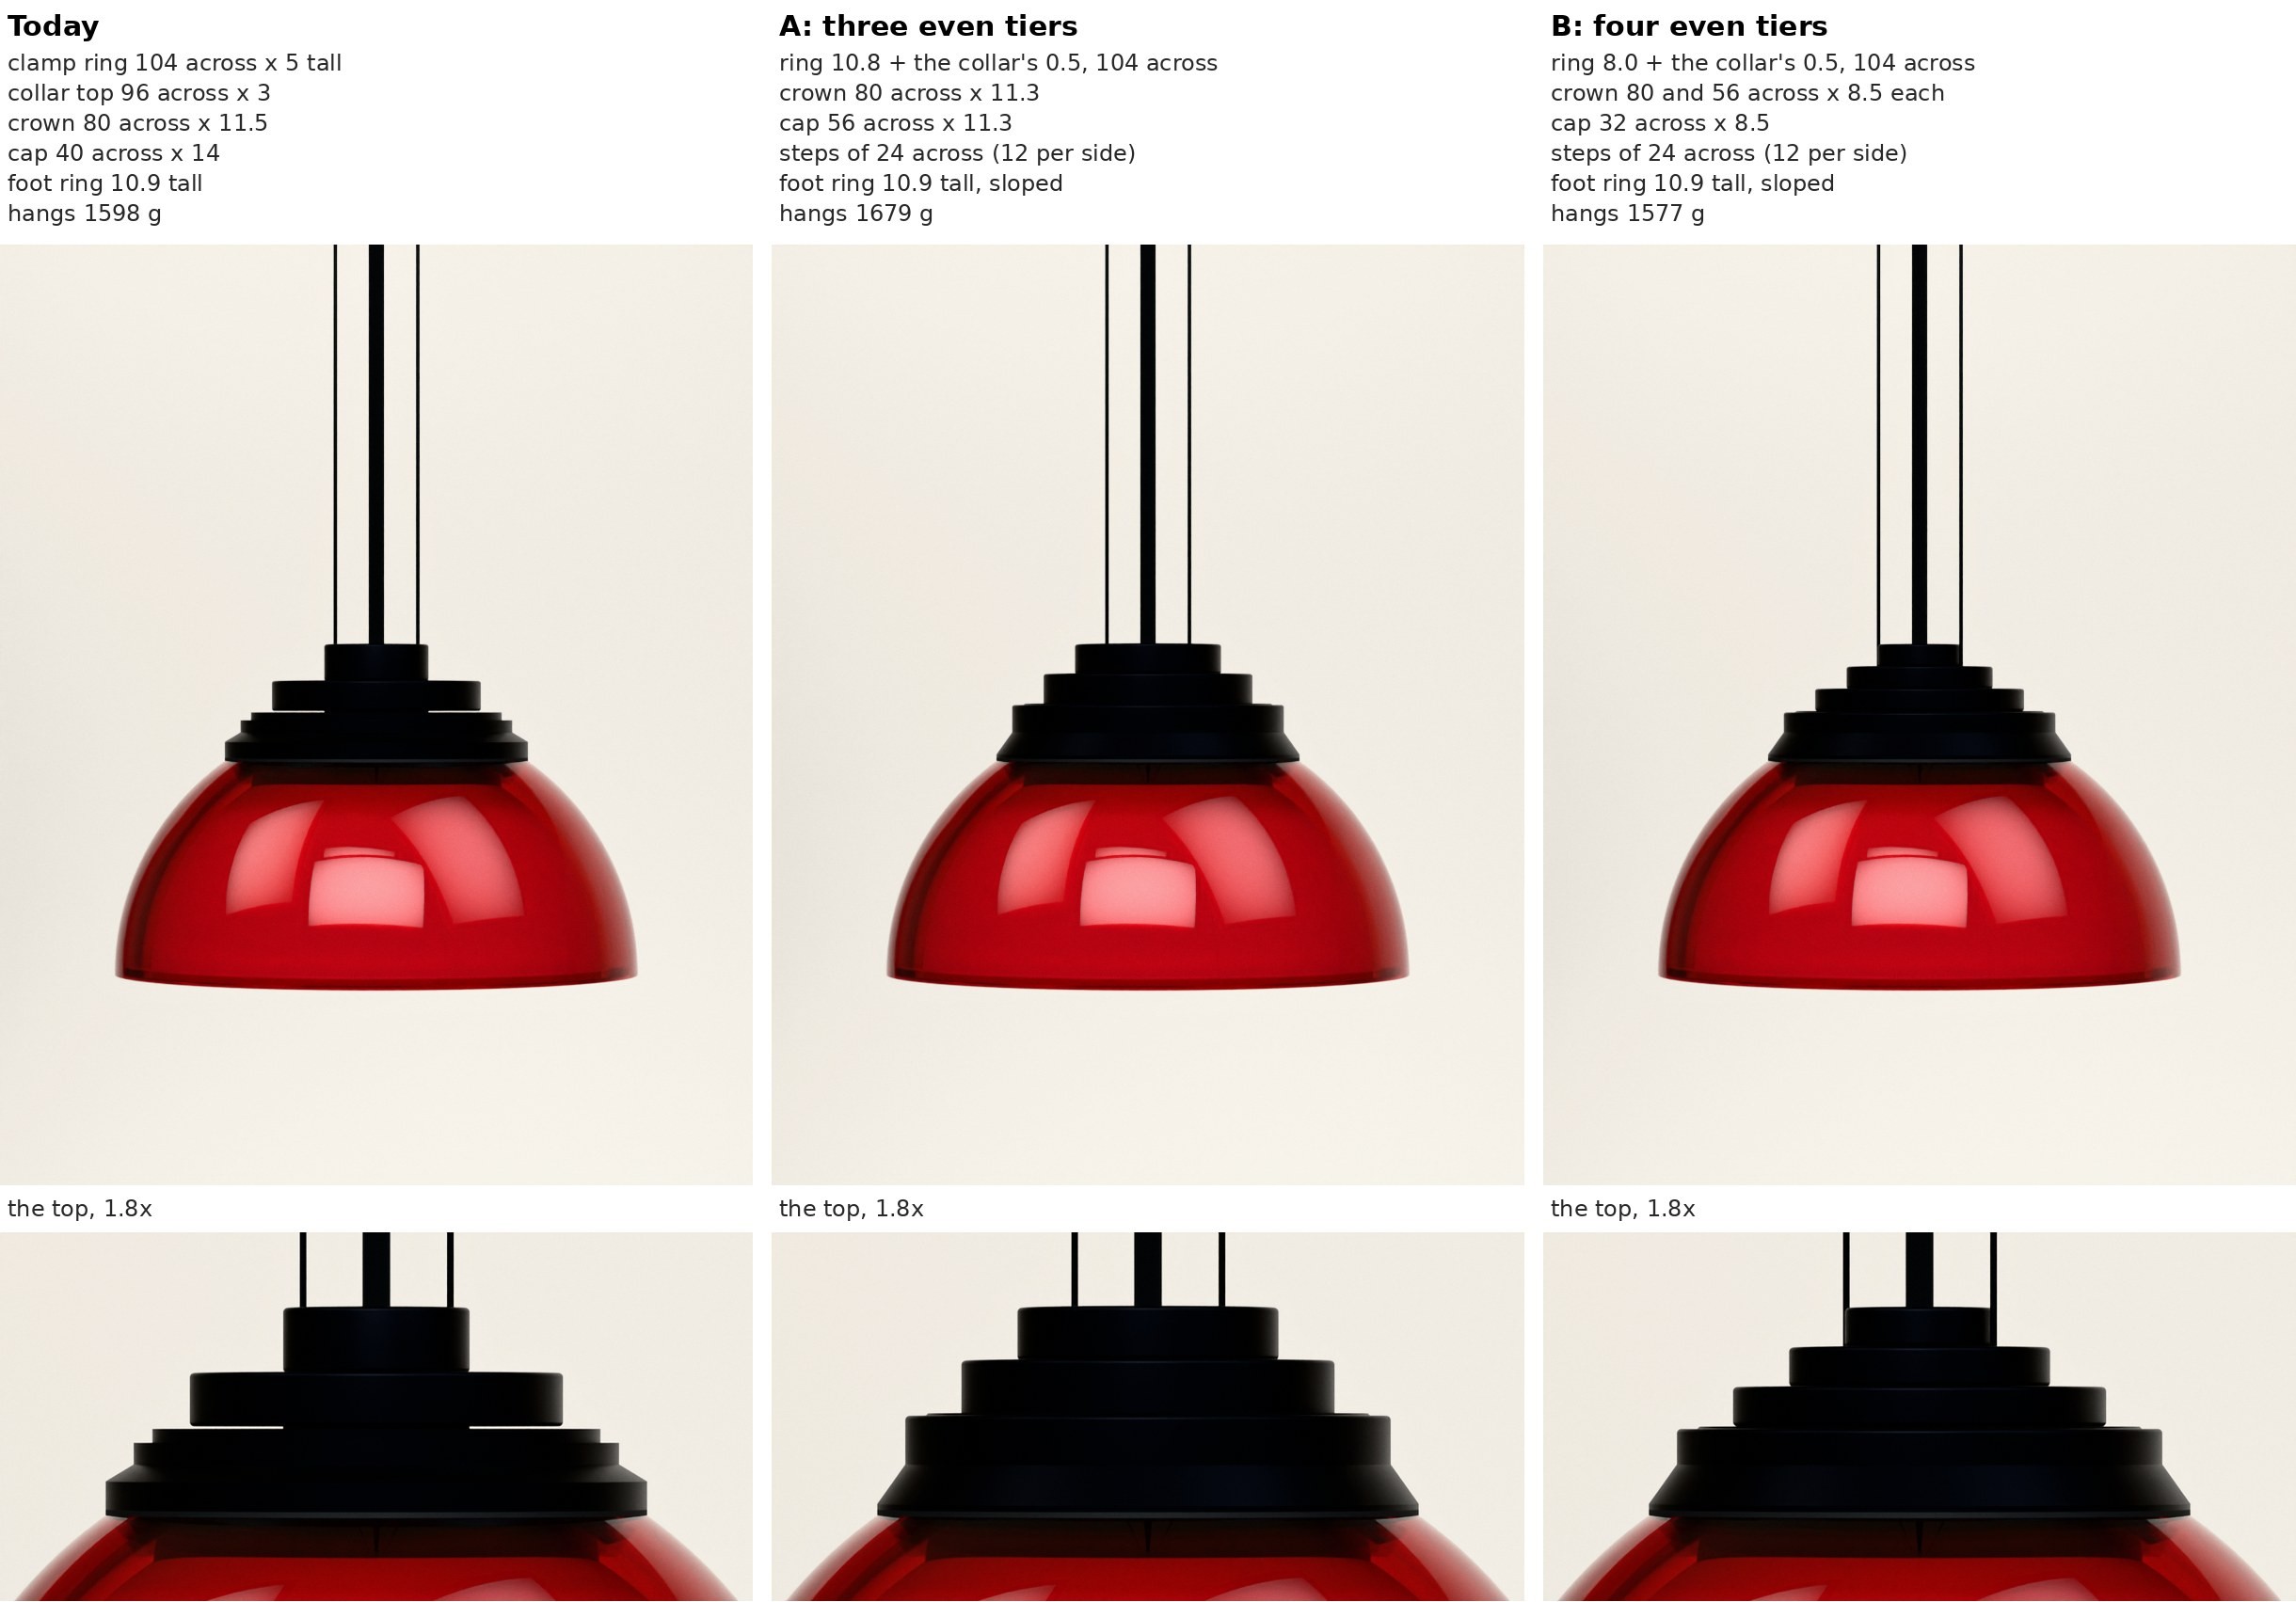 Today
clamp ring 104 across x 5 tall
collar top 96 across x 3
crown 80 across x 11.5
cap 40 across x 14
foot ring 10.9 tall
hangs 1598 g
A: three even tiers
ring 10.8 + the collar's 0.5, 104 across
crown 80 across x 11.3
cap 56 across x 11.3
steps of 24 across (12 per side)
foot ring 10.9 tall, sloped
hangs 1679 g
B: four even tiers
ring 8.0 + the collar's 0.5, 104 across
crown 80 and 56 across x 8.5 each
cap 32 across x 8.5
steps of 24 across (12 per side)
foot ring 10.9 tall, sloped
hangs 1577 g
the top, 1.8x
the top, 1.8x
the top, 1.8x